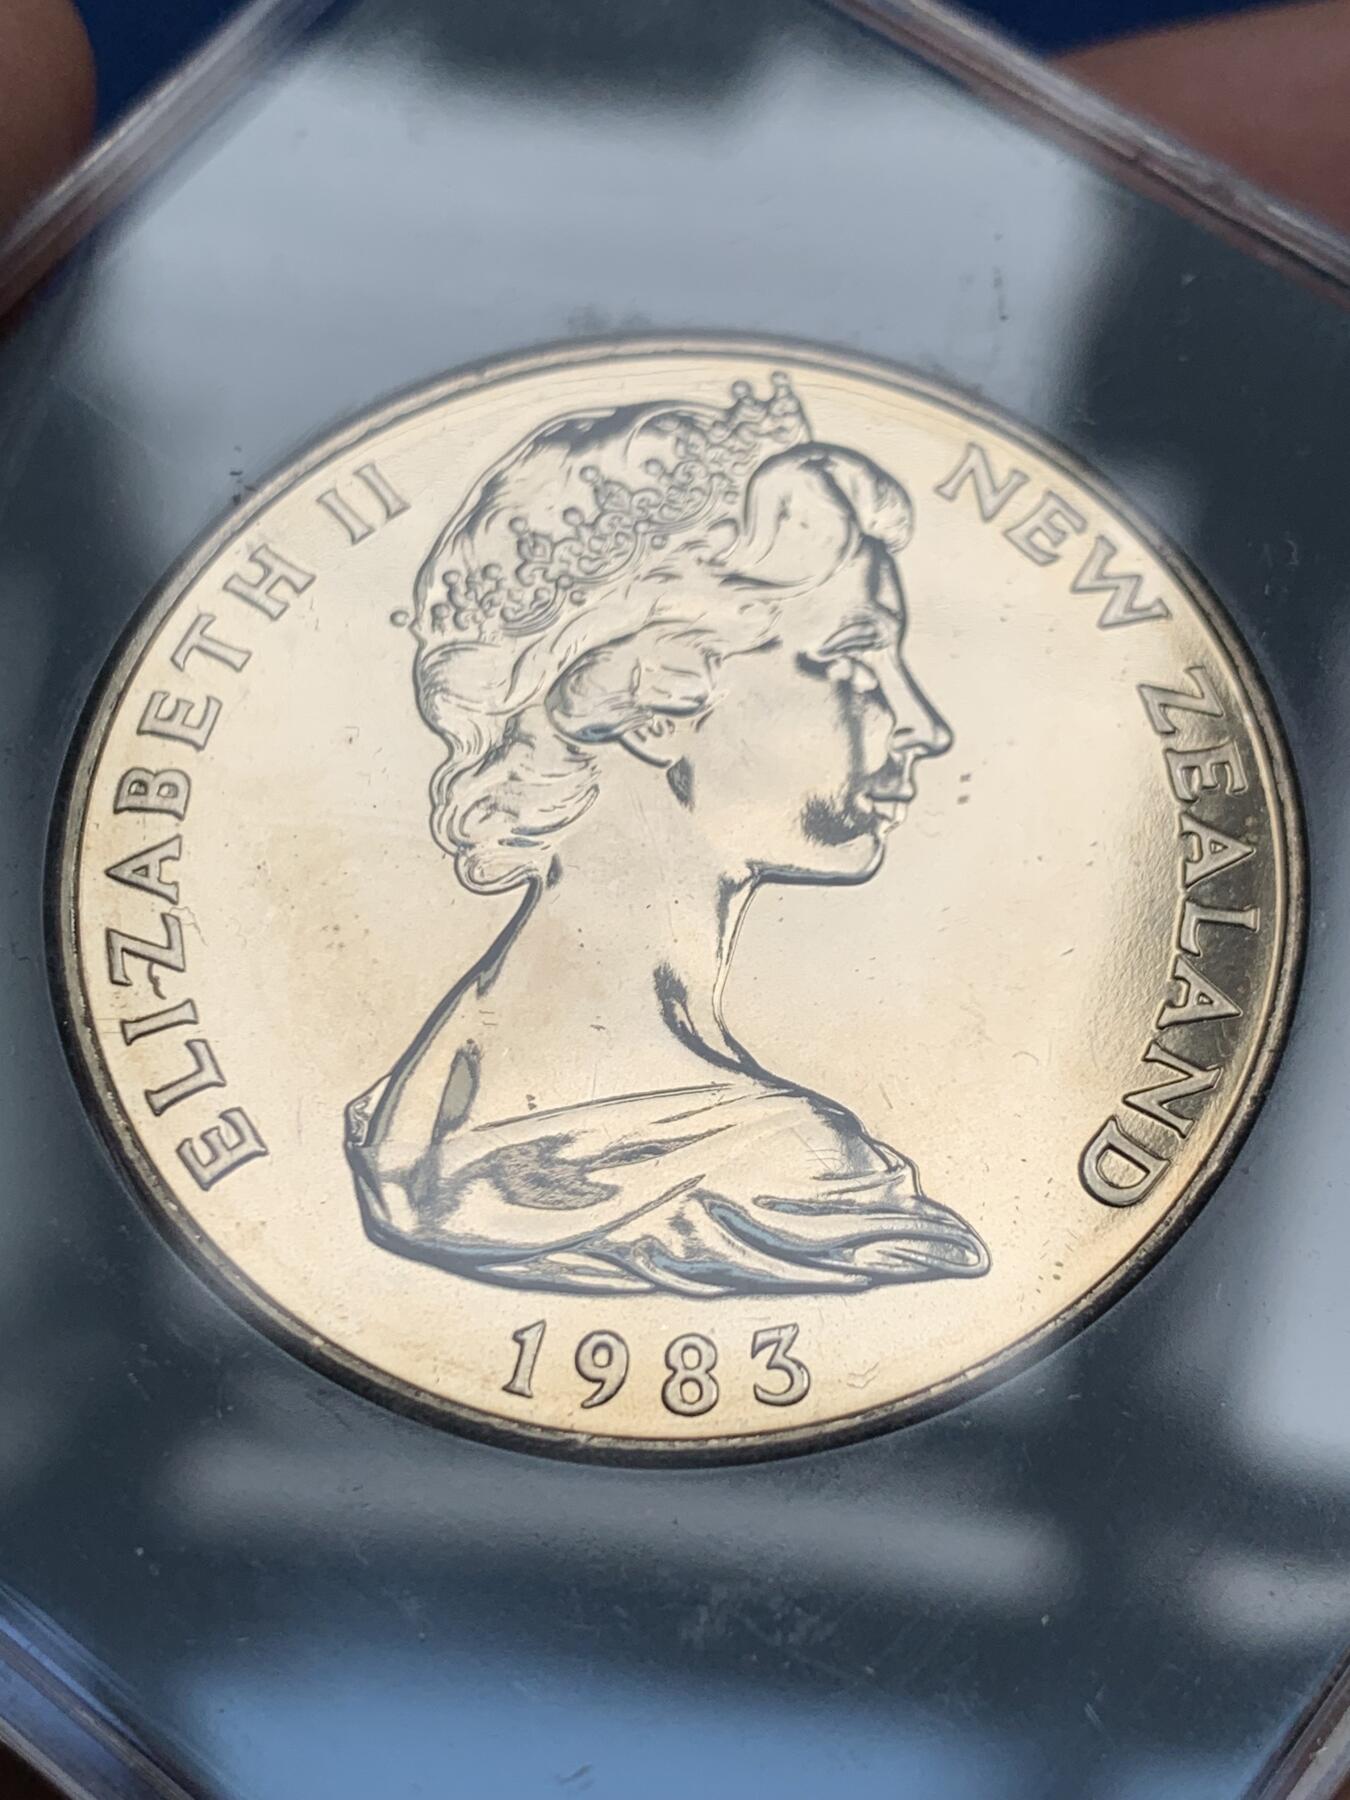 ELIZABETH II
NEW ZEALAND
1983